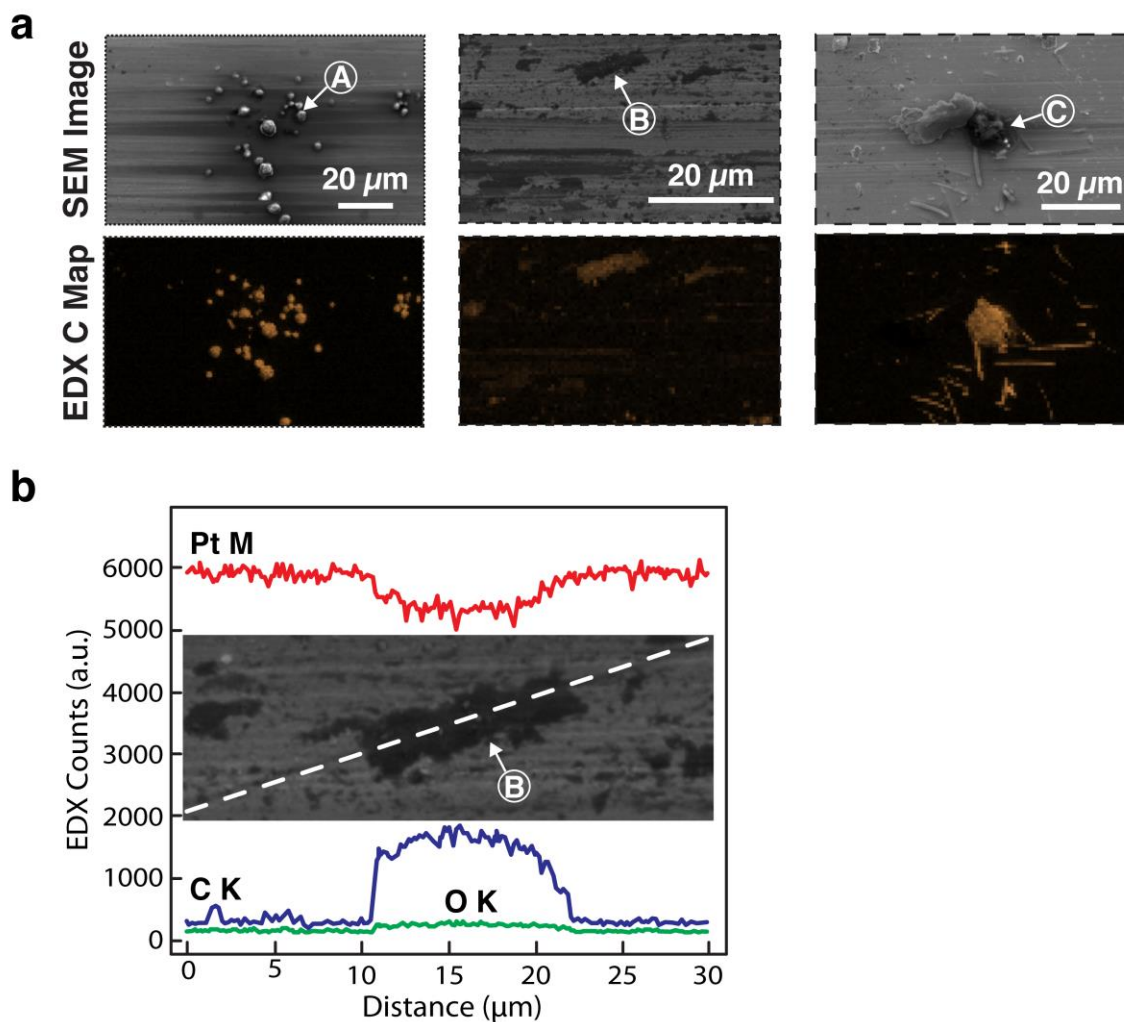 a
SEM Image
A
20 μm
B
20 μm
C
20 μm
EDX C Map
b
EDX Counts (a.u.)
6000
5000
4000
3000
2000
1000
0
Pt M
B
C K
O K
0 5 10 15 20 25 30
Distance (μm)